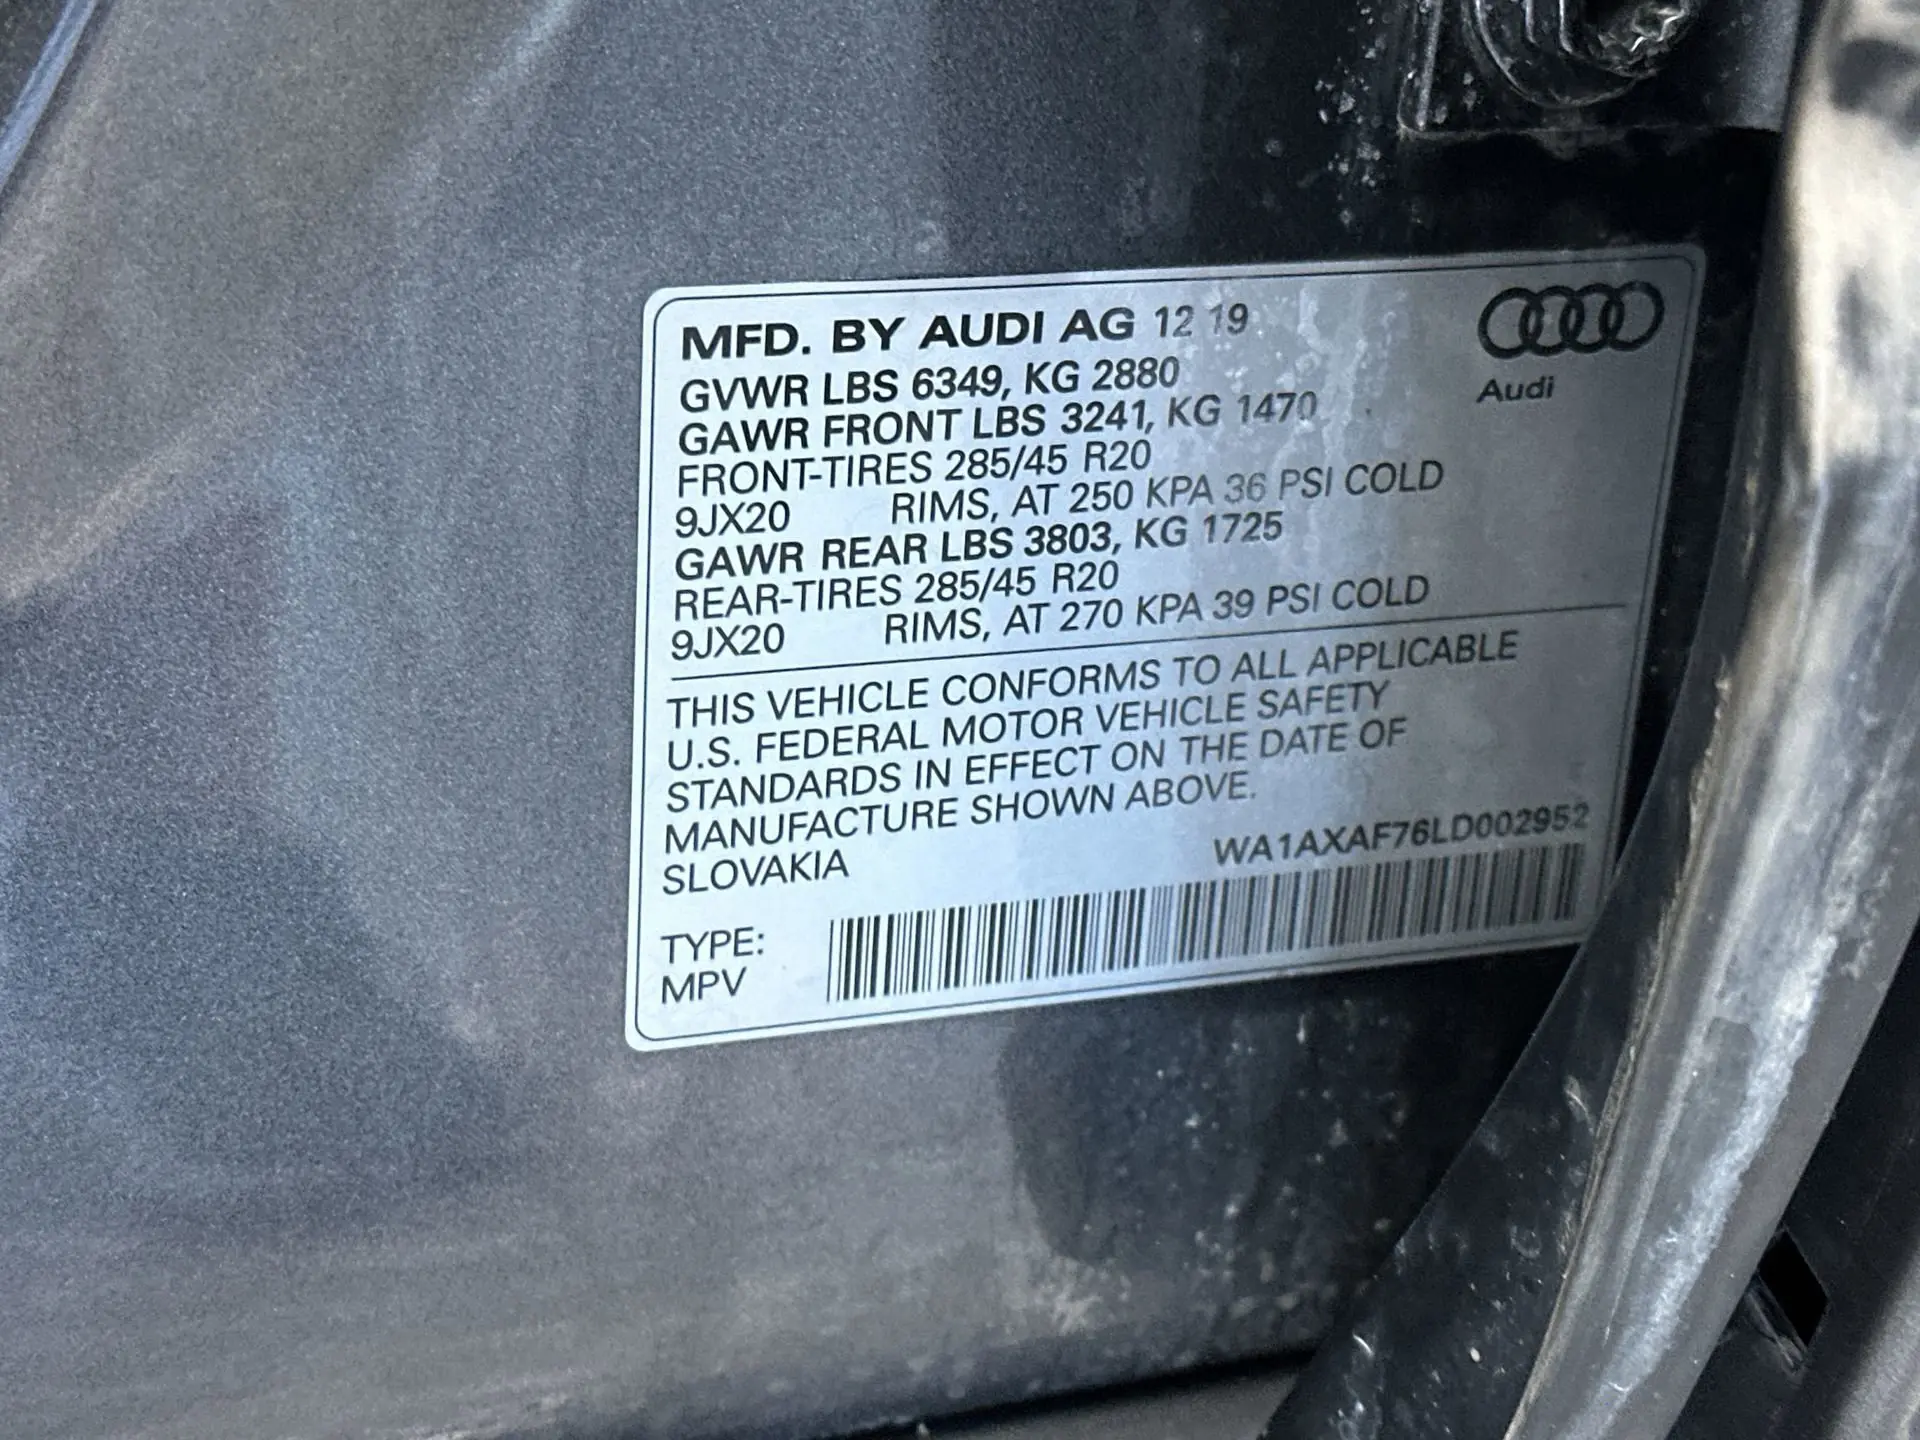 MFD. BY AUDI AG 12 19
Audi
GVWR LBS 6349, KG 2880
GAWR FRONT LBS 3241, KG 1470
FRONT-TIRES 285/45 R20
9JX20 RIMS, AT 250 KPA 36 PSI COLD
GAWR REAR LBS 3803, KG 1725
REAR-TIRES 285/45 R20
9JX20 RIMS, AT 270 KPA 39 PSI COLD
THIS VEHICLE CONFORMS TO ALL APPLICABLE
U.S. FEDERAL MOTOR VEHICLE SAFETY
STANDARDS IN EFFECT ON THE DATE OF
MANUFACTURE SHOWN ABOVE.
SLOVAKIA
WA1AXAF76LD002952
TYPE:
MPV